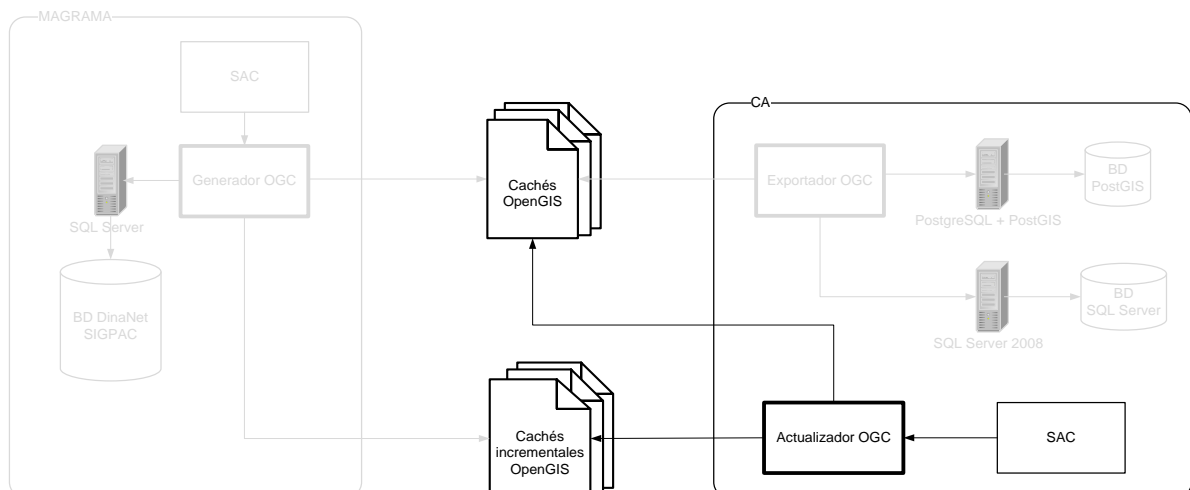 MAGRAMA
SAC
Generador OGC
SQL Server
BD DinaNet
SIGPAC
Cachés
OpenGIS
Cachés
incrementales
OpenGIS
CA
Exportador OGC
PostgreSQL + PostGIS
BD
PostGIS
SQL Server 2008
BD
SQL Server
Actualizador OGC
SAC